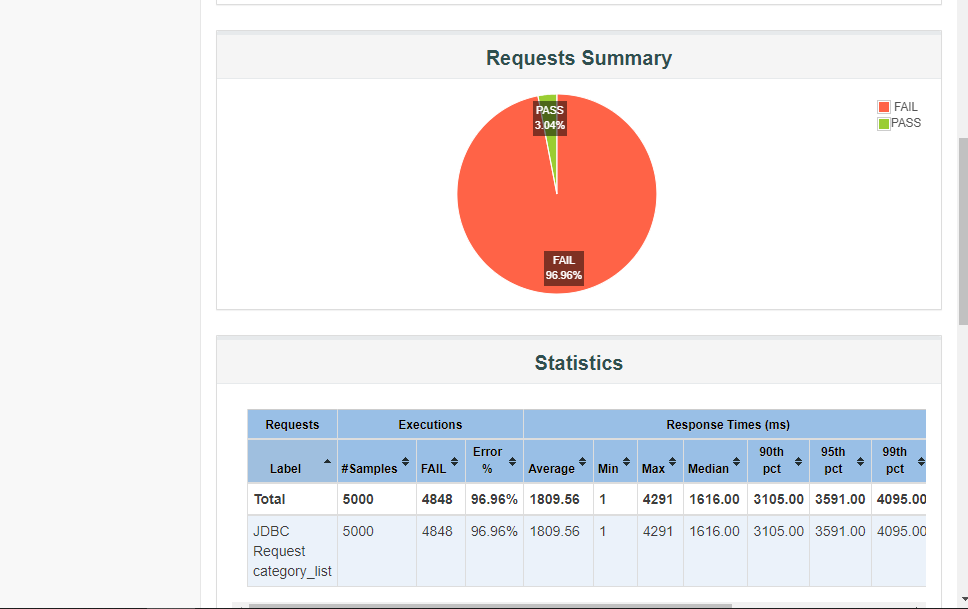 Requests Summary
PASS
3.04%
FAIL
96.96%
FAIL
PASS
Statistics
Requests Executions Response Times (ms)
Label #Samples FAIL Error % Average Min Max Median 90th pct 95th pct 99th pct
Total 5000 4848 96.96% 1809.56 1 4291 1616.00 3105.00 3591.00 4095.00
JDBC Request category_list 5000 4848 96.96% 1809.56 1 4291 1616.00 3105.00 3591.00 4095.00